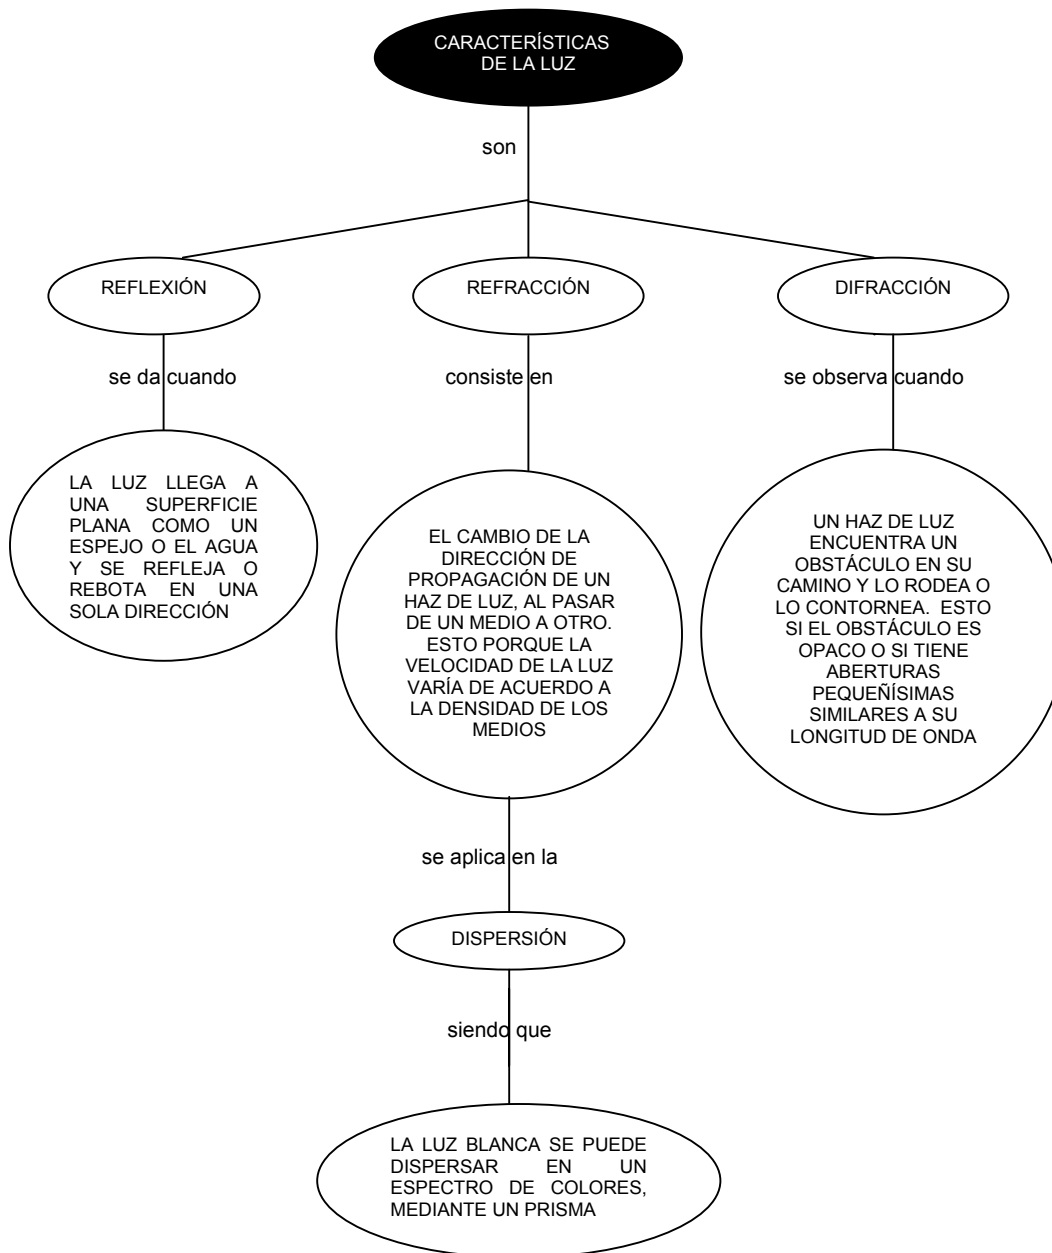 CARACTERÍSTICAS
DE LA LUZ
son
REFLEXIÓN
REFRACCIÓN
DIFRACCIÓN
se da cuando
consiste en
se observa cuando
LA LUZ LLEGA A
UNA SUPERFICIE
PLANA COMO UN
ESPEJO O EL AGUA
Y SE REFLEJA O
REBOTA EN UNA
SOLA DIRECCIÓN
EL CAMBIO DE LA
DIRECCIÓN DE
PROPAGACIÓN DE UN
HAZ DE LUZ, AL PASAR
DE UN MEDIO A OTRO.
ESTO PORQUE LA
VELOCIDAD DE LA LUZ
VARÍA DE ACUERDO A
LA DENSIDAD DE LOS
MEDIOS
UN HAZ DE LUZ
ENCUENTRA UN
OBSTÁCULO EN SU
CAMINO Y LO RODEA O
LO CONTORNEA. ESTO
SI EL OBSTÁCULO ES
OPACO O SI TIENE
ABERTURAS
PEQUEÑÍSIMAS
SIMILARES A SU
LONGITUD DE ONDA
se aplica en la
DISPERSIÓN
siendo que
LA LUZ BLANCA SE PUEDE
DISPERSAR EN UN
ESPECTRO DE COLORES,
MEDIANTE UN PRISMA